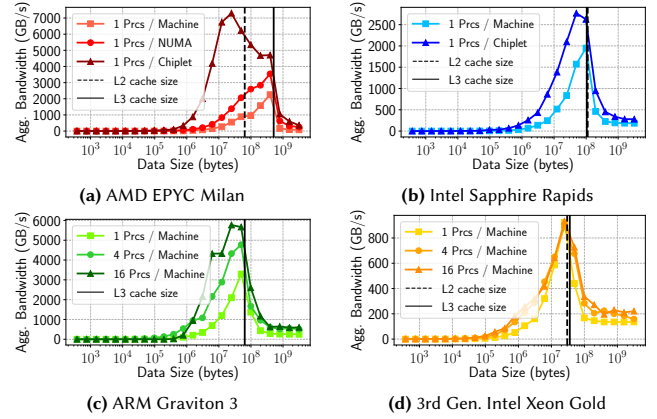 Agg. Bandwidth (GB/s)
7000
6000
5000
4000
3000
2000
1000
0
1 Prcs / Machine
1 Prcs / NUMA
1 Prcs / Chiplet
L2 cache size
L3 cache size
10³ 10⁴ 10⁵ 10⁶ 10⁷ 10⁸ 10⁹
Data Size (bytes)
(a) AMD EPYC Milan
Agg. Bandwidth (GB/s)
2500
2000
1500
1000
500
0
1 Prcs / Machine
1 Prcs / Chiplet
L2 cache size
L3 cache size
10³ 10⁴ 10⁵ 10⁶ 10⁷ 10⁸ 10⁹
Data Size (bytes)
(b) Intel Sapphire Rapids
Agg. Bandwidth (GB/s)
6000
5000
4000
3000
2000
1000
0
1 Prcs / Machine
4 Prcs / Machine
16 Prcs / Machine
L3 cache size
10³ 10⁴ 10⁵ 10⁶ 10⁷ 10⁸ 10⁹
Data Size (bytes)
(c) ARM Graviton 3
Agg. Bandwidth (GB/s)
800
600
400
200
0
1 Prcs / Machine
4 Prcs / Machine
16 Prcs / Machine
L2 cache size
L3 cache size
10³ 10⁴ 10⁵ 10⁶ 10⁷ 10⁸ 10⁹
Data Size (bytes)
(d) 3rd Gen. Intel Xeon Gold